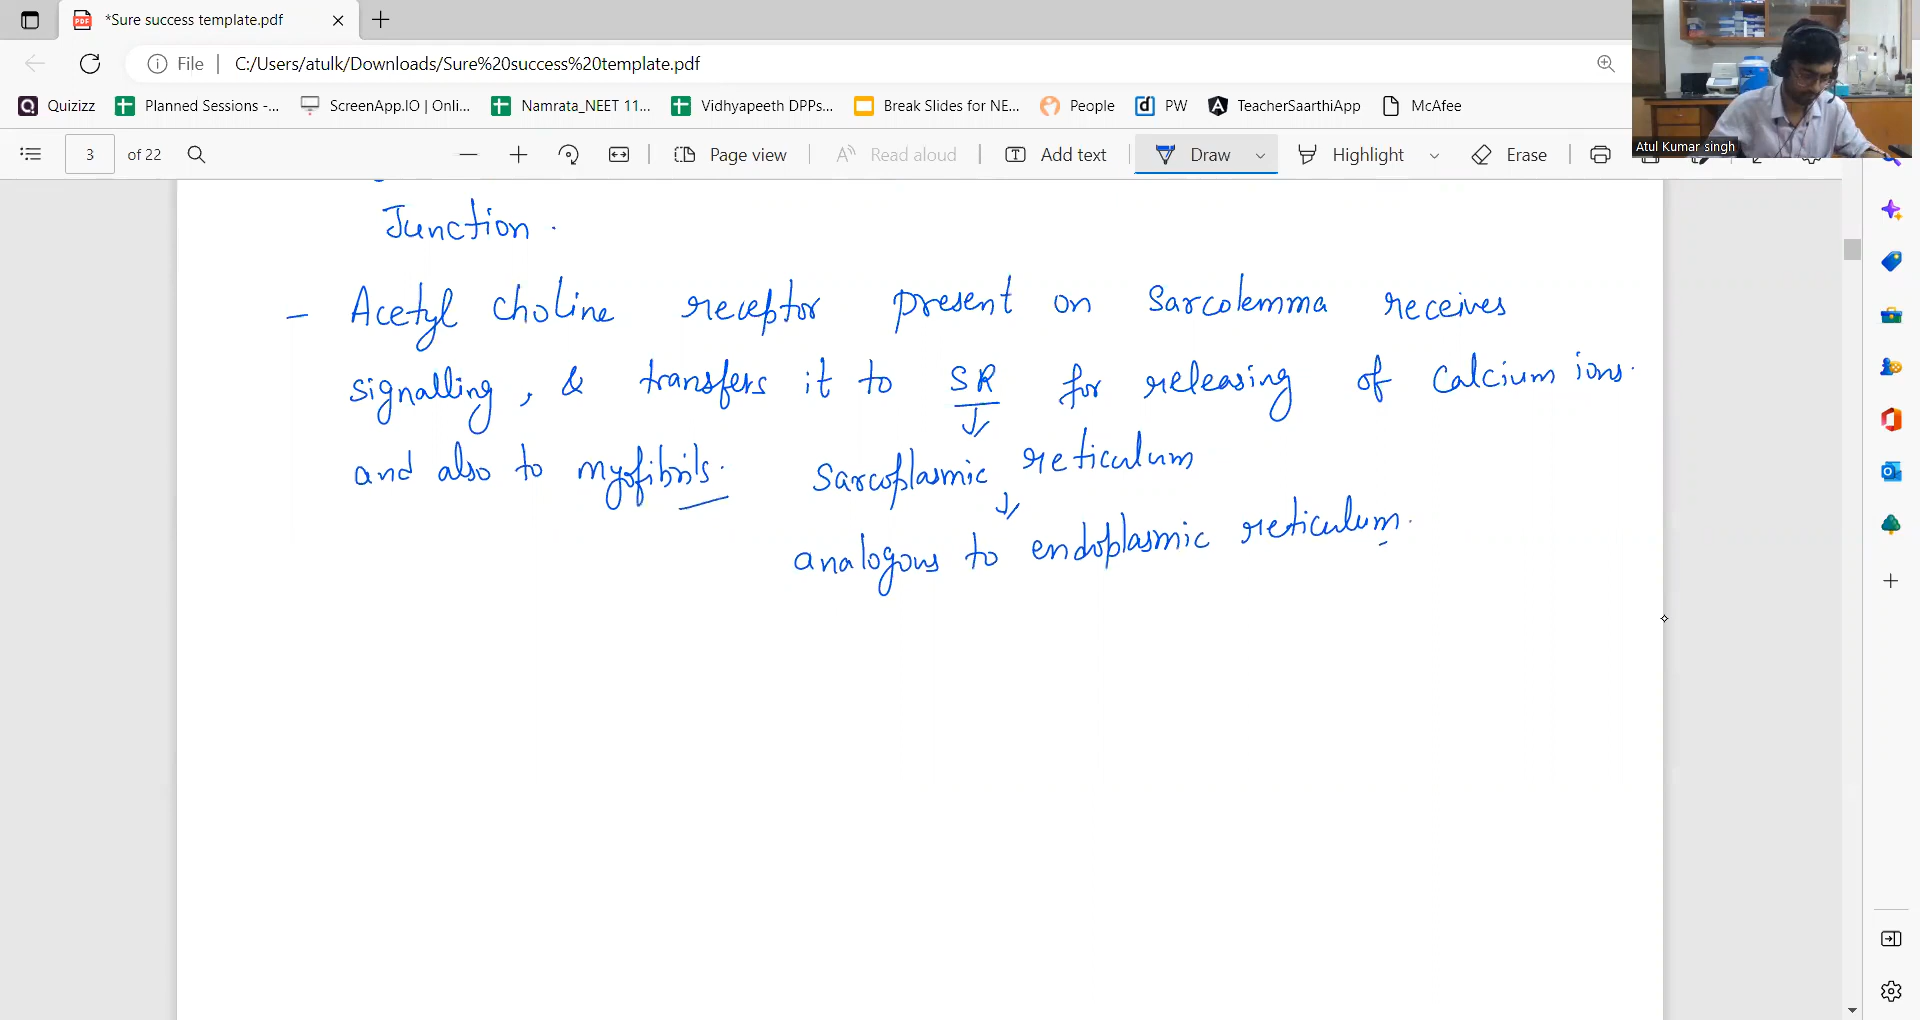 *Sure success template.pdf
File C:/Users/atulk/Downloads/Sure%20success%20template.pdf
Quizizz Planned Sessions -... ScreenApp.IO | Onli... Namrata_NEET 11... Vidhyapeeth DPPs... Break Slides for NE... People PW TeacherSaarthiApp McAfee
3 of 22 Page view Read aloud Add text Draw Highlight Erase
Atul Kumar singh
Junction.
- Acetyl choline receptor present on Sarcolemma receives
signalling, & transfers it to SR for releasing of Calcium ions.
and also to myofibrils. Sarcoplasmic reticulum
analogous to endoplasmic reticulum.